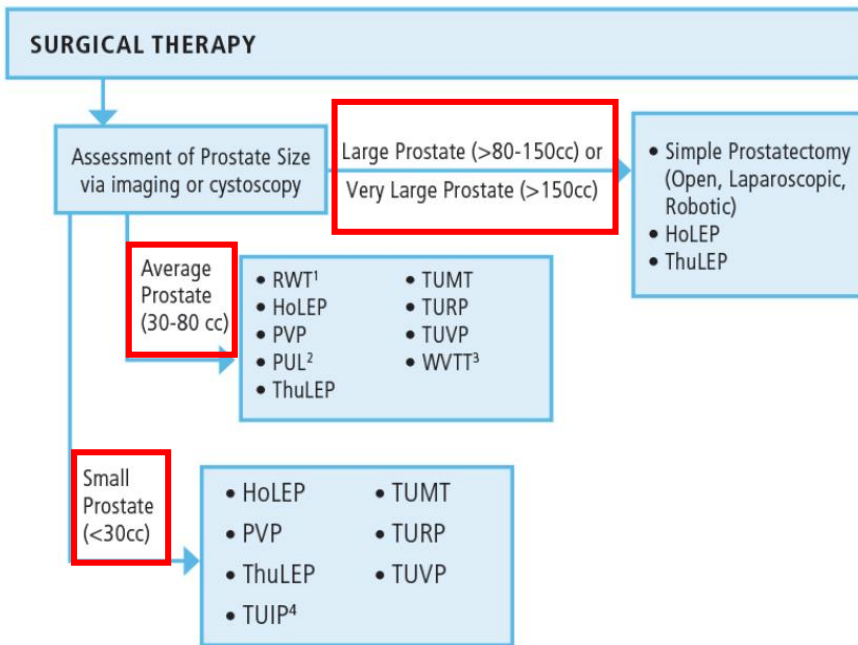 SURGICAL THERAPY
Assessment of Prostate Size
via imaging or cystoscopy
Large Prostate (>80-150cc) or
Very Large Prostate (>150cc)
• Simple Prostatectomy
(Open, Laparoscopic,
Robotic)
• HoLEP
• ThuLEP
Average
Prostate
(30-80 cc)
• RWT¹
• HoLEP
• PVP
• PUL²
• ThuLEP
• TUMT
• TURP
• TUVP
• WVTT³
Small
Prostate
(<30cc)
• HoLEP
• PVP
• ThuLEP
• TUIP⁴
• TUMT
• TURP
• TUVP